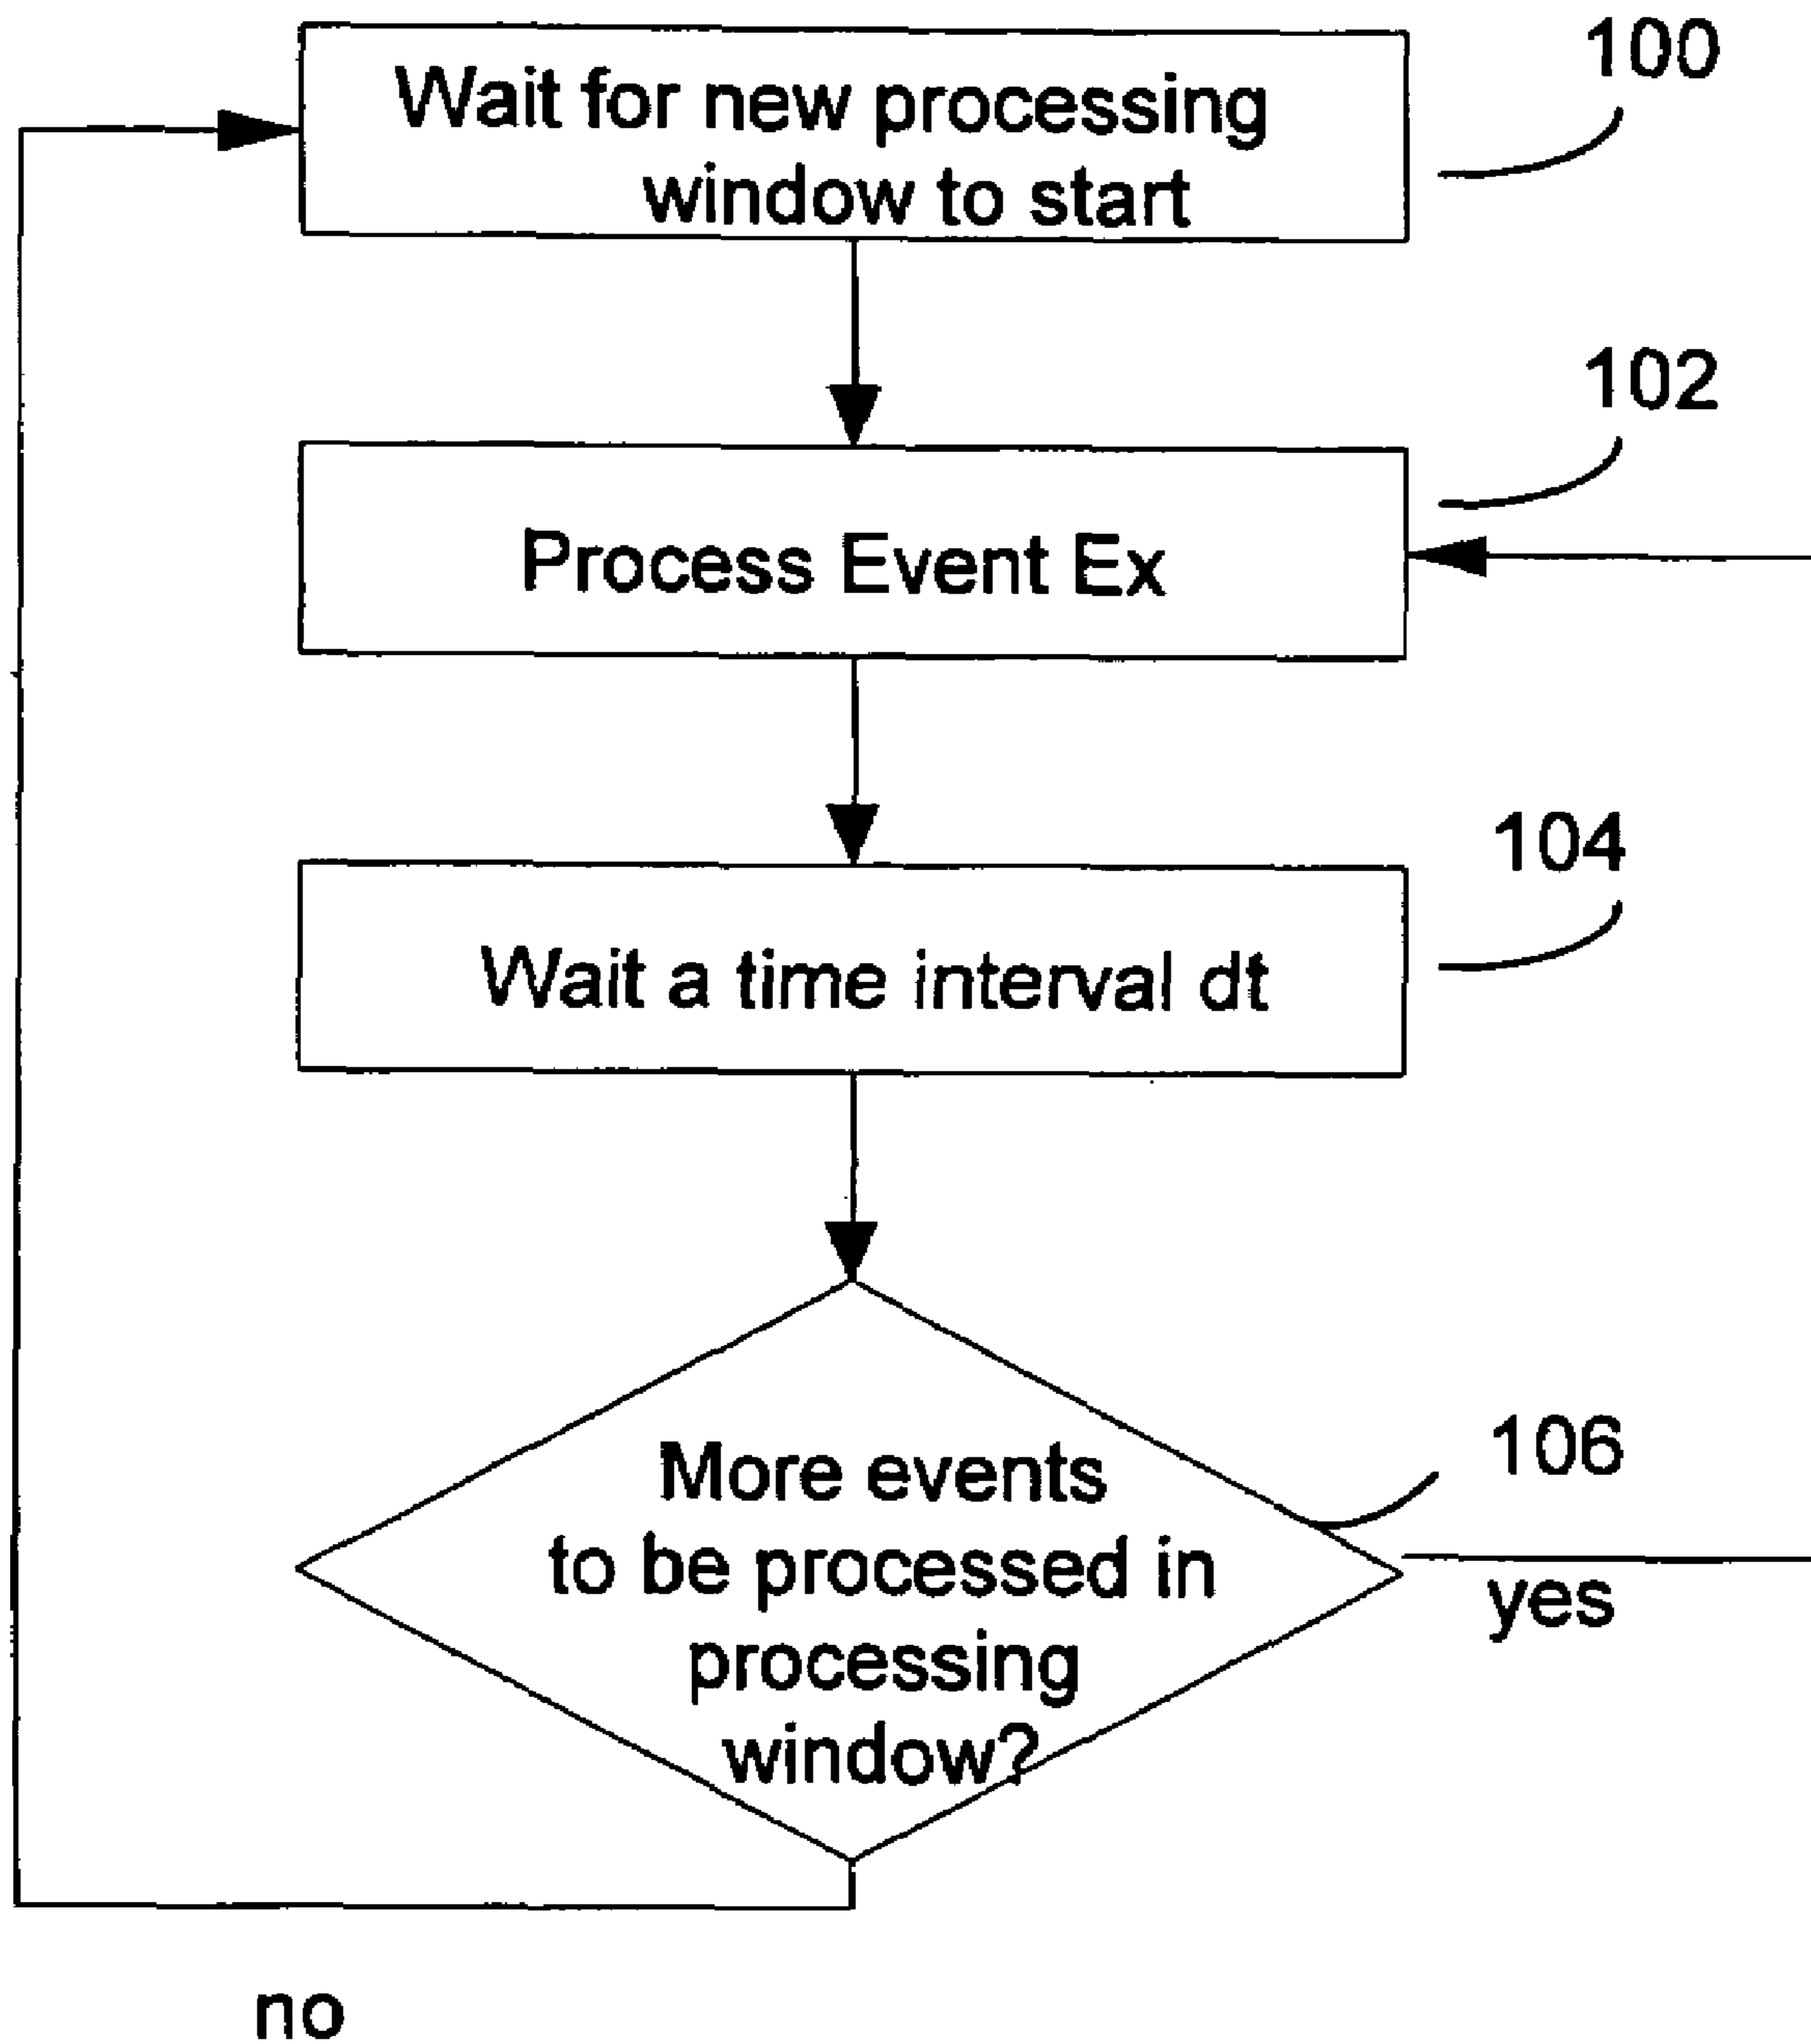 100
Wait for new processing
window to start
102
Process Event Ex
104
Wait a time interval dt
106
More events
to be processed in
processing
window?
yes
no